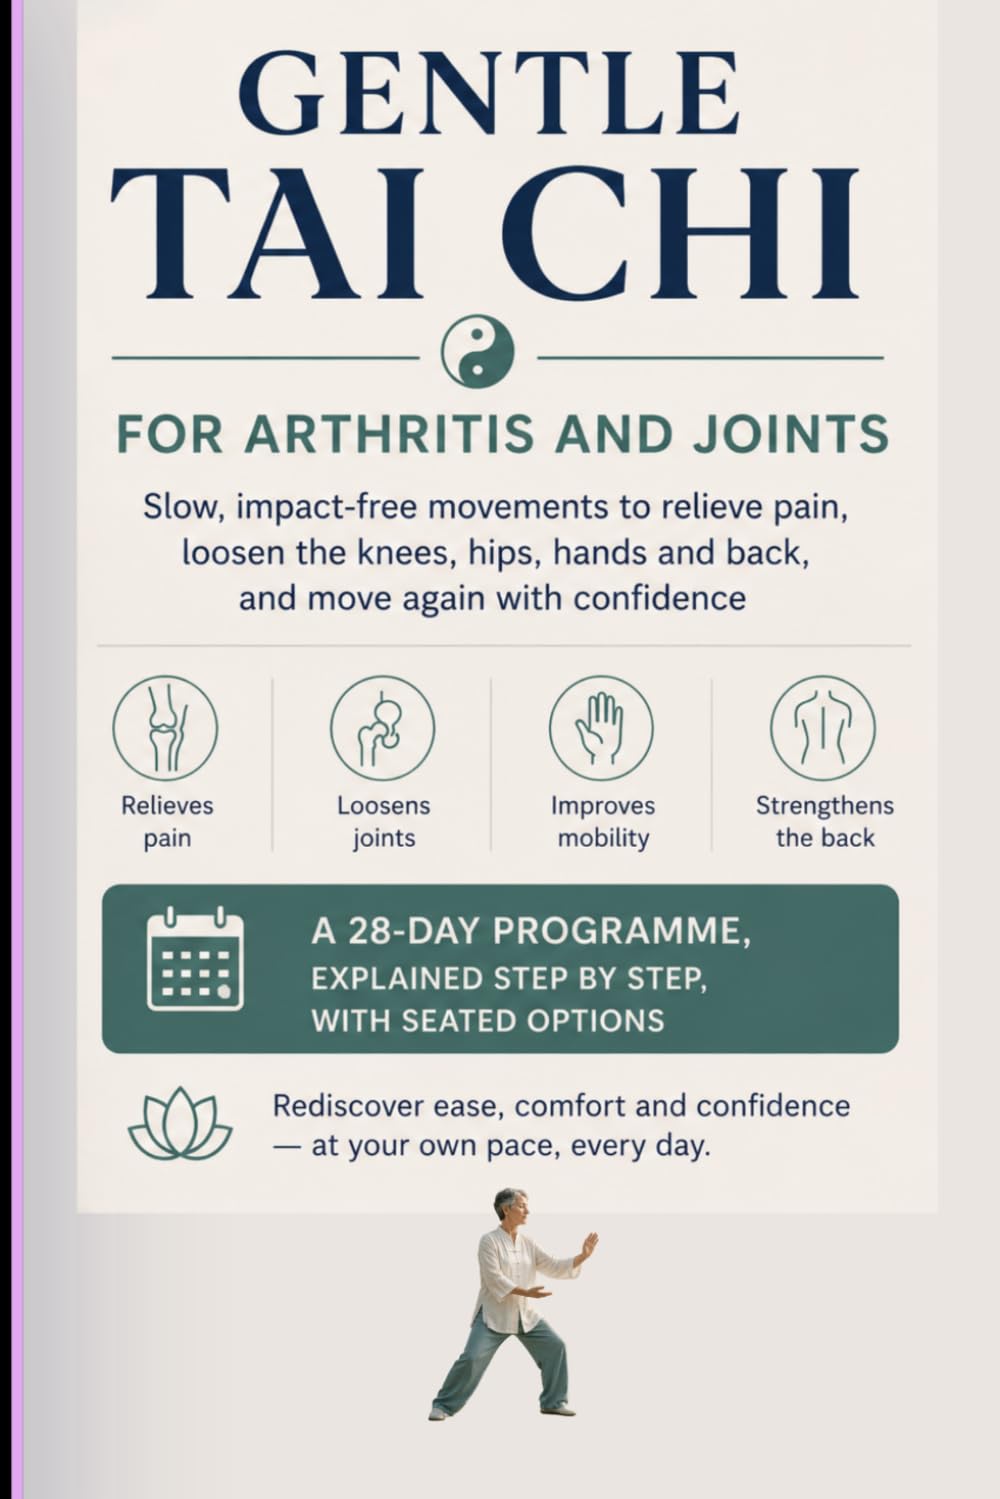 GENTLE
TAI CHI
FOR ARTHRITIS AND JOINTS
Slow, impact-free movements to relieve pain,
loosen the knees, hips, hands and back,
and move again with confidence
Relieves
pain
Loosens
joints
Improves
mobility
Strengthens
the back
A 28-DAY PROGRAMME,
EXPLAINED STEP BY STEP,
WITH SEATED OPTIONS
Rediscover ease, comfort and confidence
— at your own pace, every day.